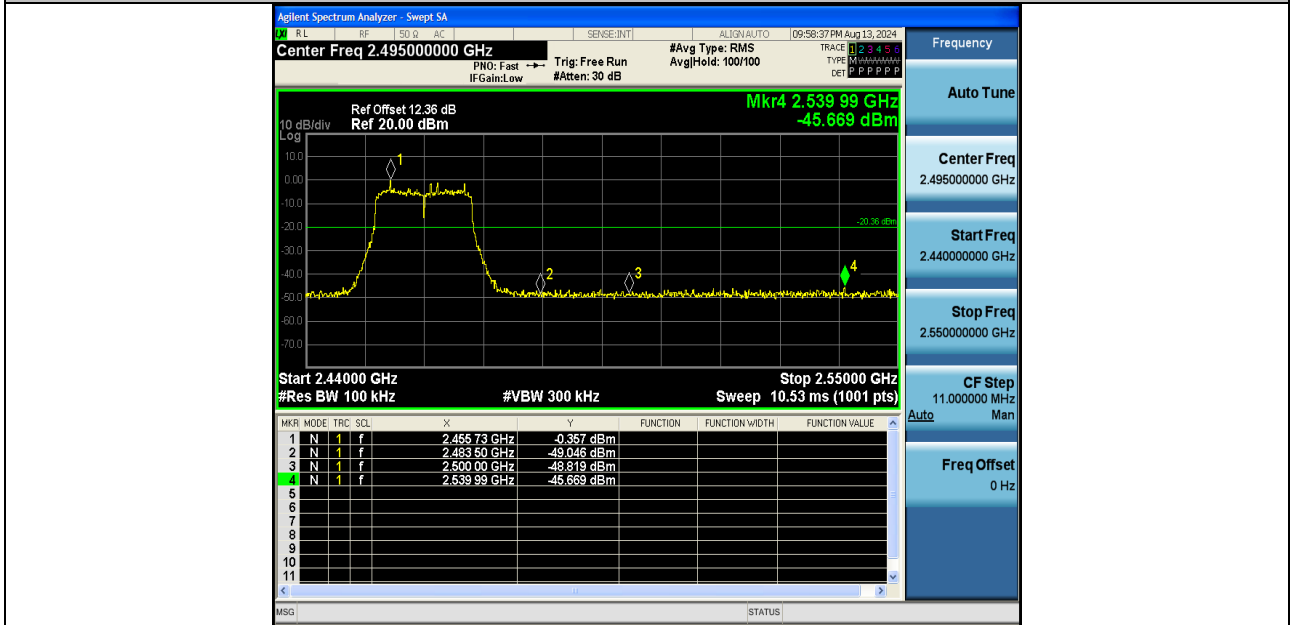 Agilent Spectrum Analyzer - Swept SA
LXI RL RF 50 Ω AC SENSE:INT ALIGN AUTO 09:58:37 PM Aug 13, 2024
Center Freq 2.495000000 GHz
#Avg Type: RMS
TRACE 1 2 3 4 5 6
PNO: Fast
Trig: Free Run
Avg|Hold: 100/100
TYPE
IFGain:Low
#Atten: 30 dB
DET P P P P P P
Mkr4 2.539 99 GHz
-45.669 dBm
Ref Offset 12.36 dB
10 dB/div Ref 20.00 dBm
Log
10.0
0.00
-10.0
-20.0
-30.0
-40.0
-50.0
-60.0
-70.0
1
2
3
4
-20.36 dBm
Start 2.44000 GHz
Stop 2.55000 GHz
#Res BW 100 kHz
#VBW 300 kHz
Sweep 10.53 ms (1001 pts)
MKR MODE TRC SCL X Y FUNCTION FUNCTION WIDTH FUNCTION VALUE
1 N 1 f 2.455 73 GHz -0.357 dBm
2 N 1 f 2.483 50 GHz -49.046 dBm
3 N 1 f 2.500 00 GHz -48.819 dBm
4 N 1 f 2.539 99 GHz -45.669 dBm
5
6
7
8
9
10
11
MSG
STATUS
Frequency
Auto Tune
Center Freq
2.495000000 GHz
Start Freq
2.440000000 GHz
Stop Freq
2.550000000 GHz
CF Step
11.000000 MHz
Auto Man
Freq Offset
0 Hz